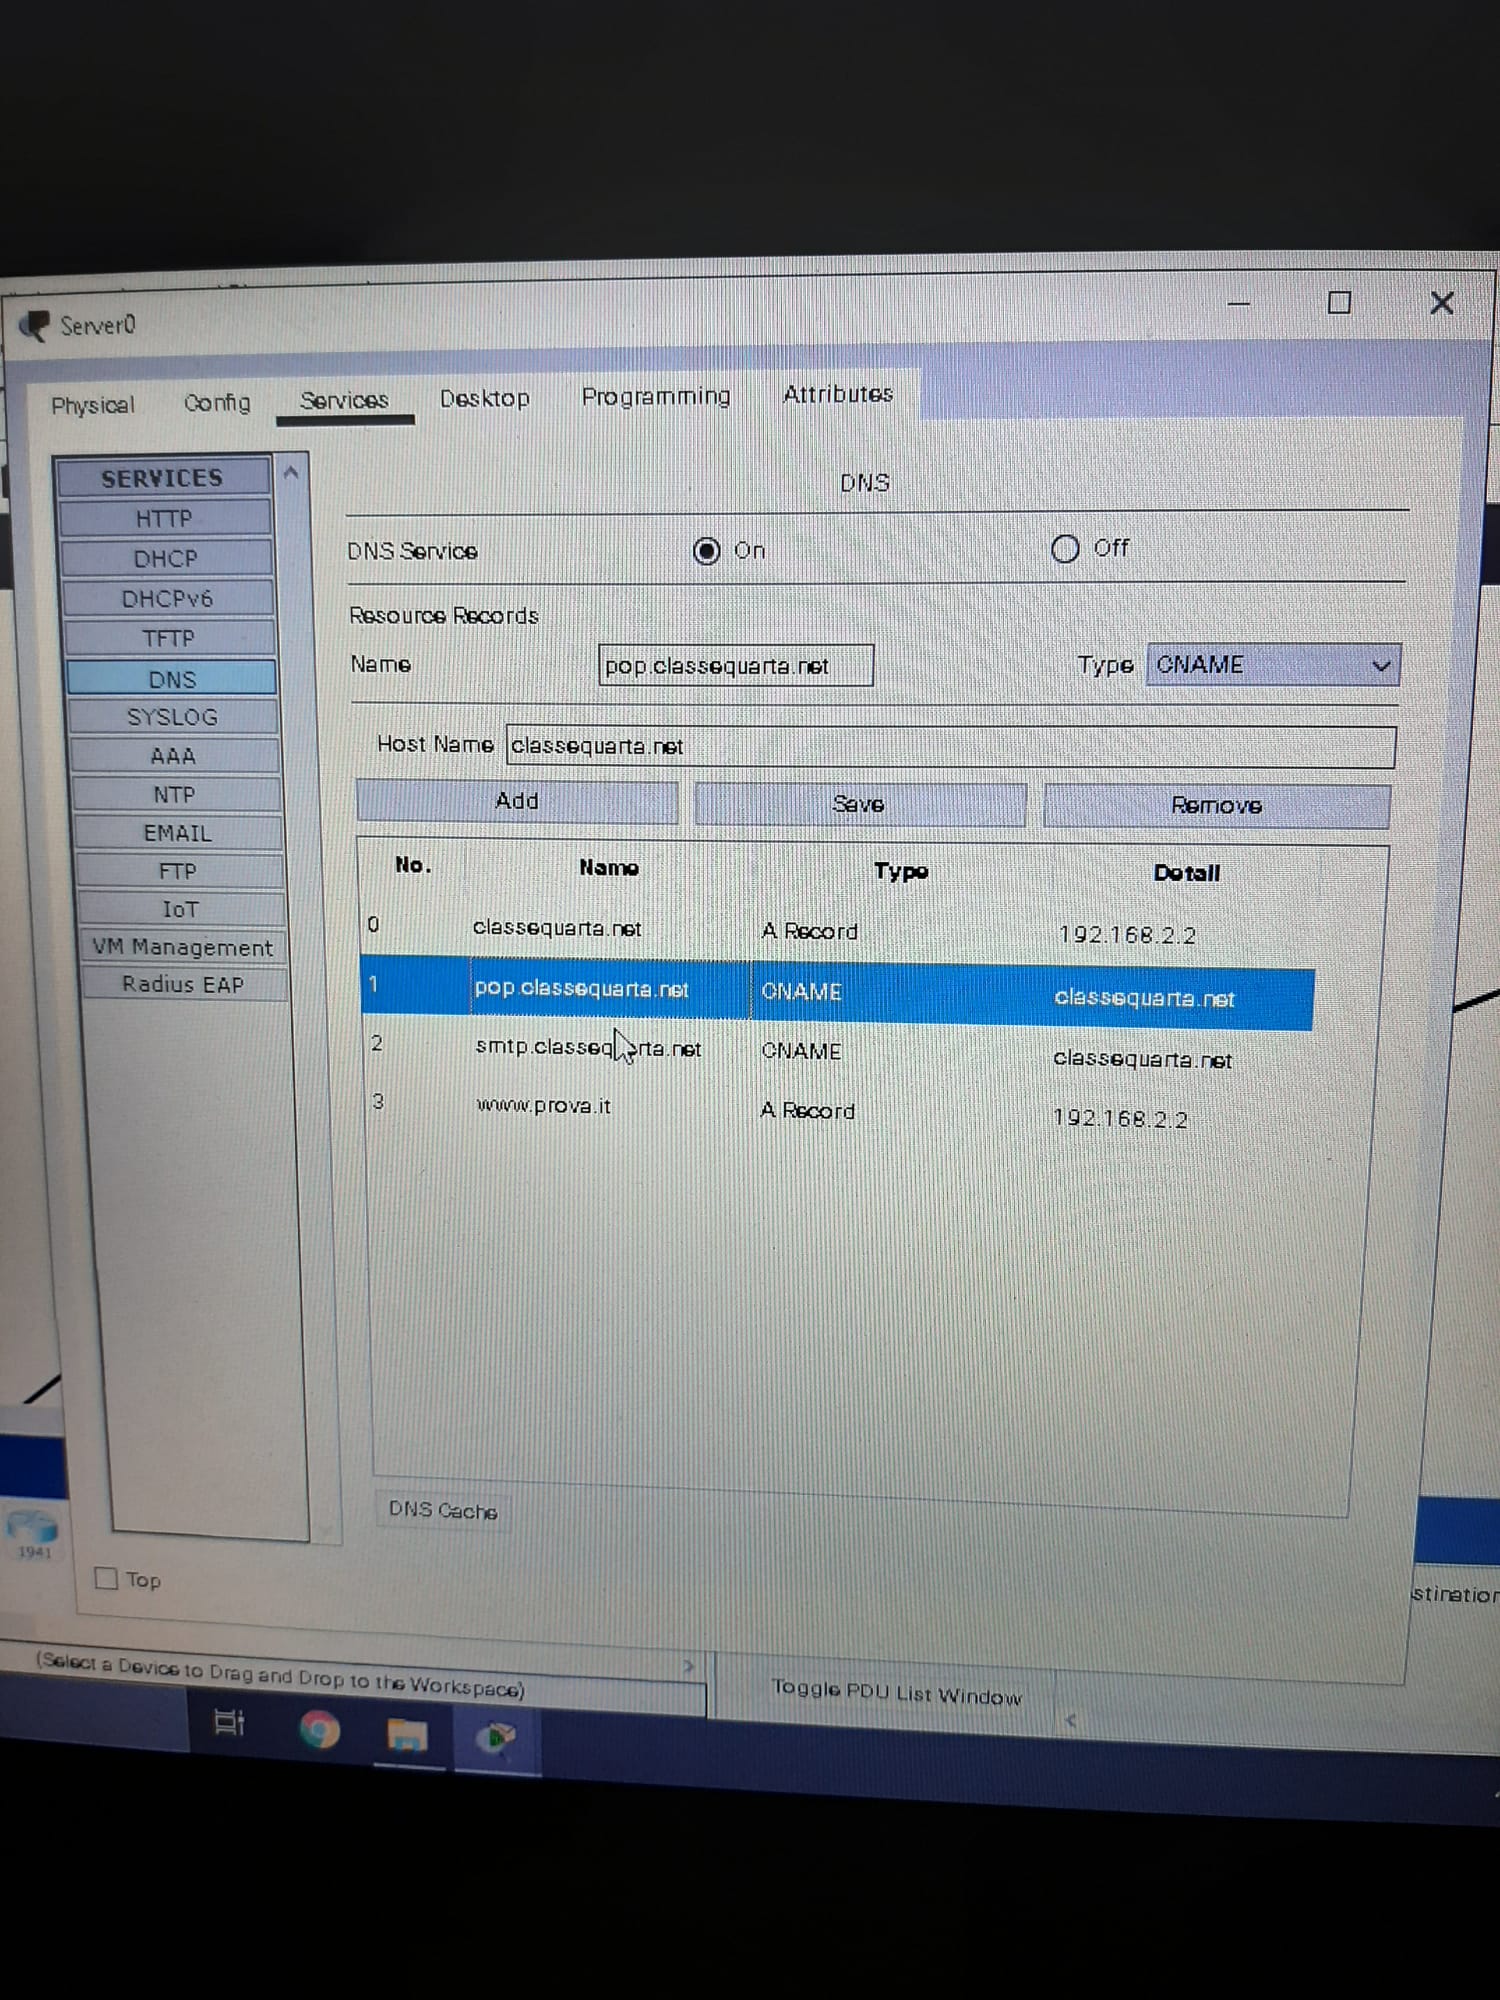 Server0
Physical Config Services Desktop Programming Attributes
SERVICES
HTTP
DHCP
DHCPv6
TFTP
DNS
SYSLOG
AAA
NTP
EMAIL
FTP
IoT
VM Management
Radius EAP
DNS
DNS Service On Off
Resource Records
Name pop.classequarta.net Type CNAME
Host Name classequarta.net
Add Save Remove
No. Name Type Detail
0 classequarta.net A Record 192.168.2.2
1 pop.classequarta.net CNAME classequarta.net
2 smtp.classequarta.net CNAME classequarta.net
3 www.prova.it A Record 192.168.2.2
DNS Cache
1941
Top
stination
(Select a Device to Drag and Drop to the Workspace)
Toggle PDU List Window